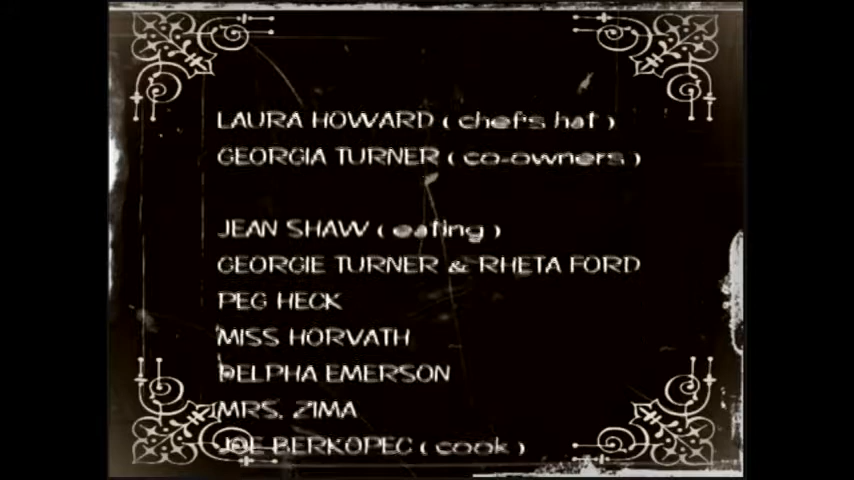 LAURA HOWARD ( chef's hat )
GEORGIA TURNER ( co-owners )
JEAN SHAW ( eating )
GEORGIE TURNER & RHETA FORD
PEG HECK
MISS HORVATH
DELPHA EMERSON
MRS. ZIMA
JOE BERKOPEC ( cook )